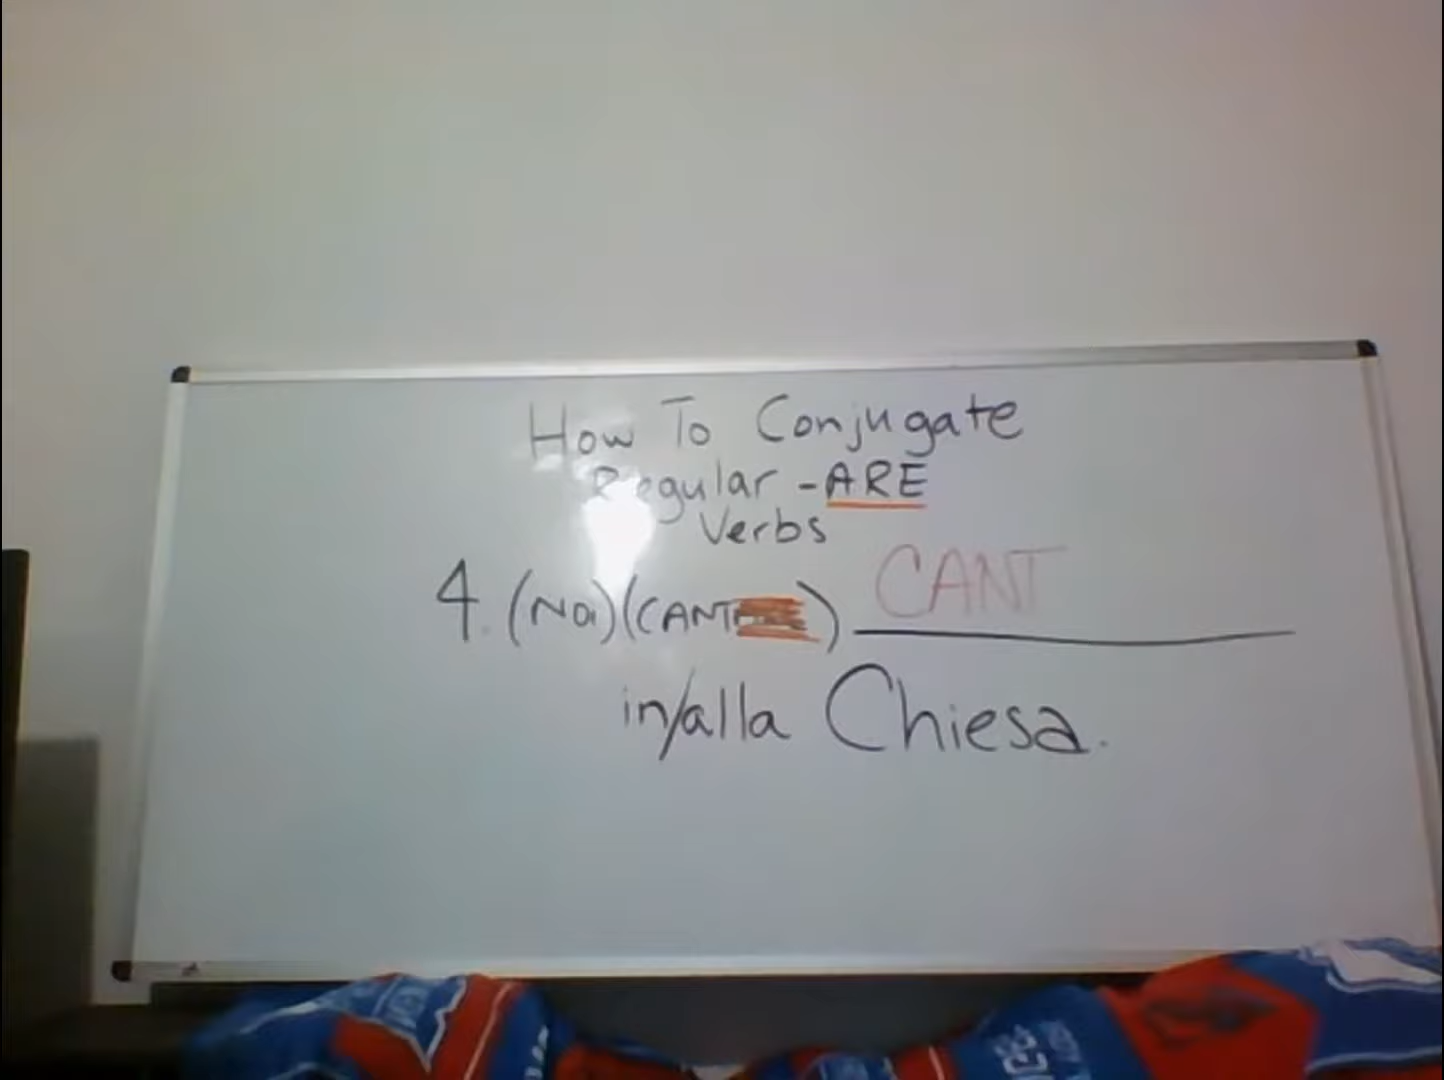 How To Conjugate
Regular -ARE
Verbs
4. (Noi)(CANT ) CANT
in/alla Chiesa.